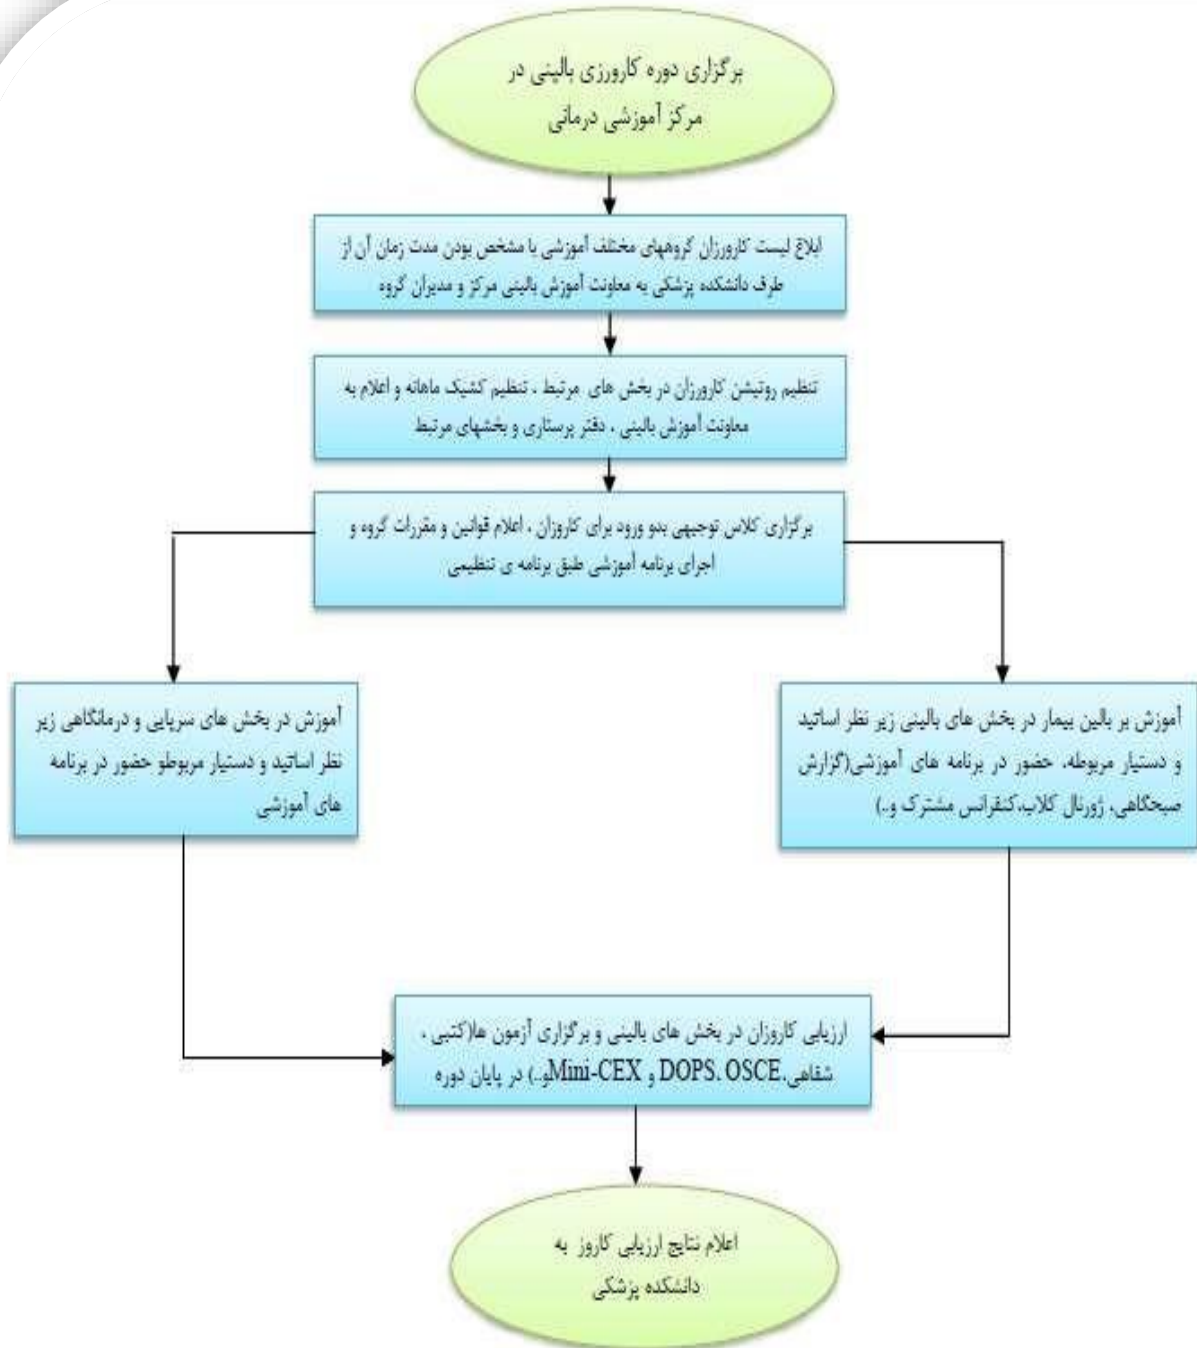 برگزاری دوره کارورزی بالینی در
مرکز آموزشی درمانی
ابلاغ لیست کارورزان گروههای مختلف آموزشی با مشخص بودن مدت زمان آن از
طرف دانشکده پزشکی به معاونت آموزش بالینی مرکز و مدیران گروه
تنظیم روتیشن کارورزان در بخش های مرتبط ، تنظیم کشیک ماهانه و اعلام به
معاونت آموزش بالینی ، دفتر پرستاری و بخشهای مرتبط
برگزاری کلاس توجیهی بدو ورود برای کاروزان ، اعلام قوانین و مقررات گروه و
اجرای برنامه آموزشی طبق برنامه ی تنظیمی
آموزش بر بالین بیمار در بخش های بالینی زیر نظر اساتید
و دستیار مربوطه، حضور در برنامه های آموزشی(گزارش
صبحگاهی، ژورنال کلاب،کنفرانس مشترک و..)
آموزش در بخش های سرپایی و درمانگاهی زیر
نظر اساتید و دستیار مربوطو حضور در برنامه
های آموزشی
ارزیابی کاروزان در بخش های بالینی و برگزاری آزمون ها(کتبی ،
شفاهی،DOPS، OSCE و Mini-CEXو..) در پایان دوره
اعلام نتایج ارزیابی کاروز به
دانشکده پزشکی